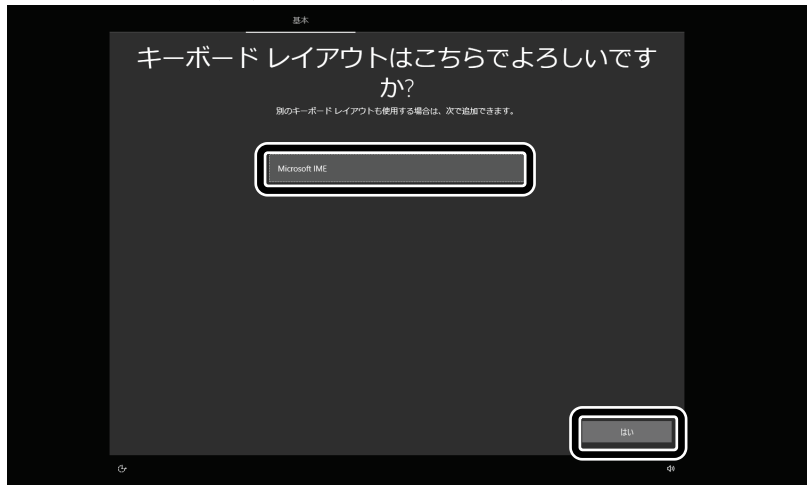 基本
キーボード レイアウトはこちらでよろしいです
か?
別のキーボード レイアウトも使用する場合は、次で追加できます。
Microsoft IME
はい